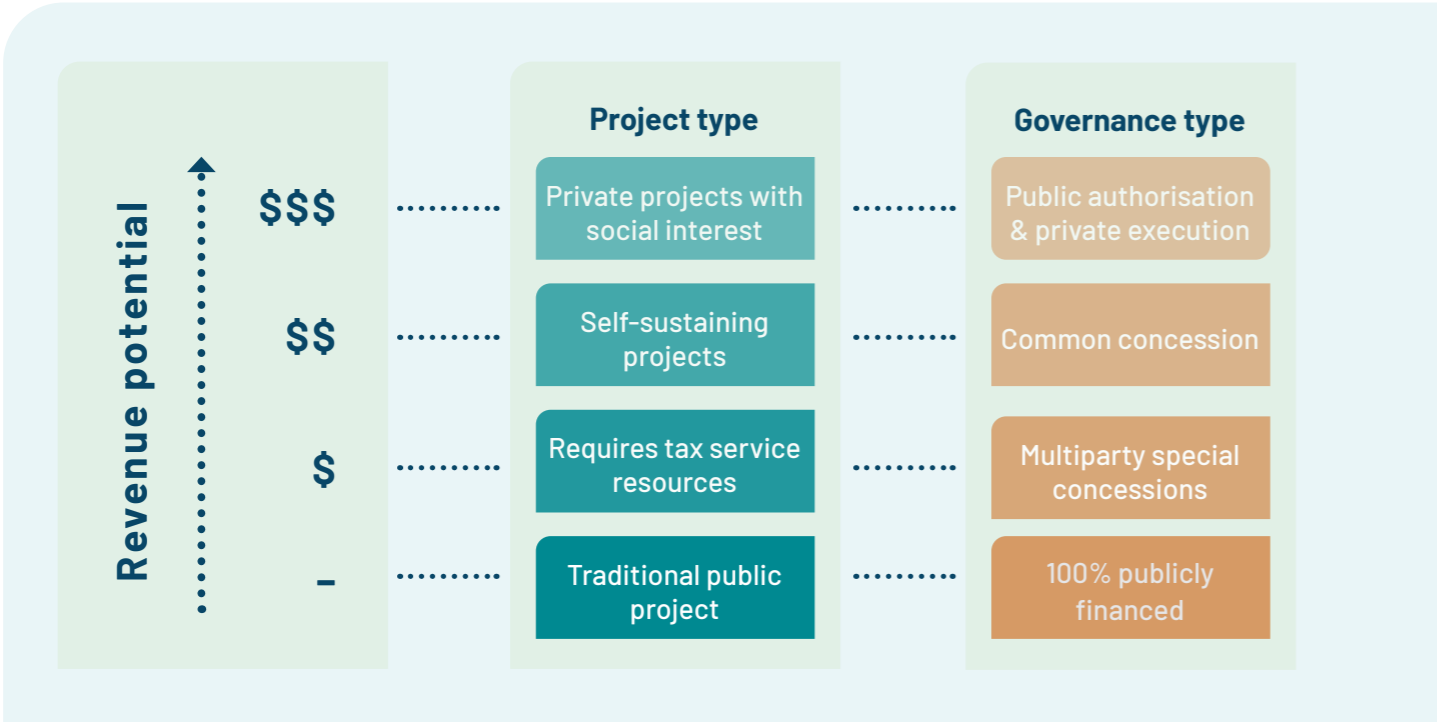 Revenue potential
$$$
$$
$
–
Project type
Private projects with
social interest
Self-sustaining
projects
Requires tax service
resources
Traditional public
project
Governance type
Public authorisation
& private execution
Common concession
Multiparty special
concessions
100% publicly
financed